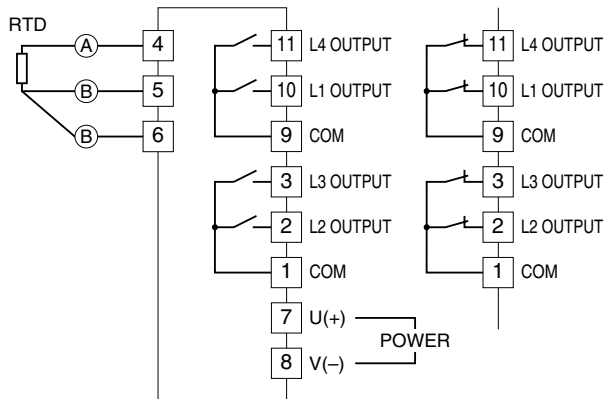 RTD
A 4 11 L4 OUTPUT 11 L4 OUTPUT
B 5 10 L1 OUTPUT 10 L1 OUTPUT
B 6 9 COM 9 COM
3 L3 OUTPUT 3 L3 OUTPUT
2 L2 OUTPUT 2 L2 OUTPUT
1 COM 1 COM
7 U(+)
POWER
8 V(–)